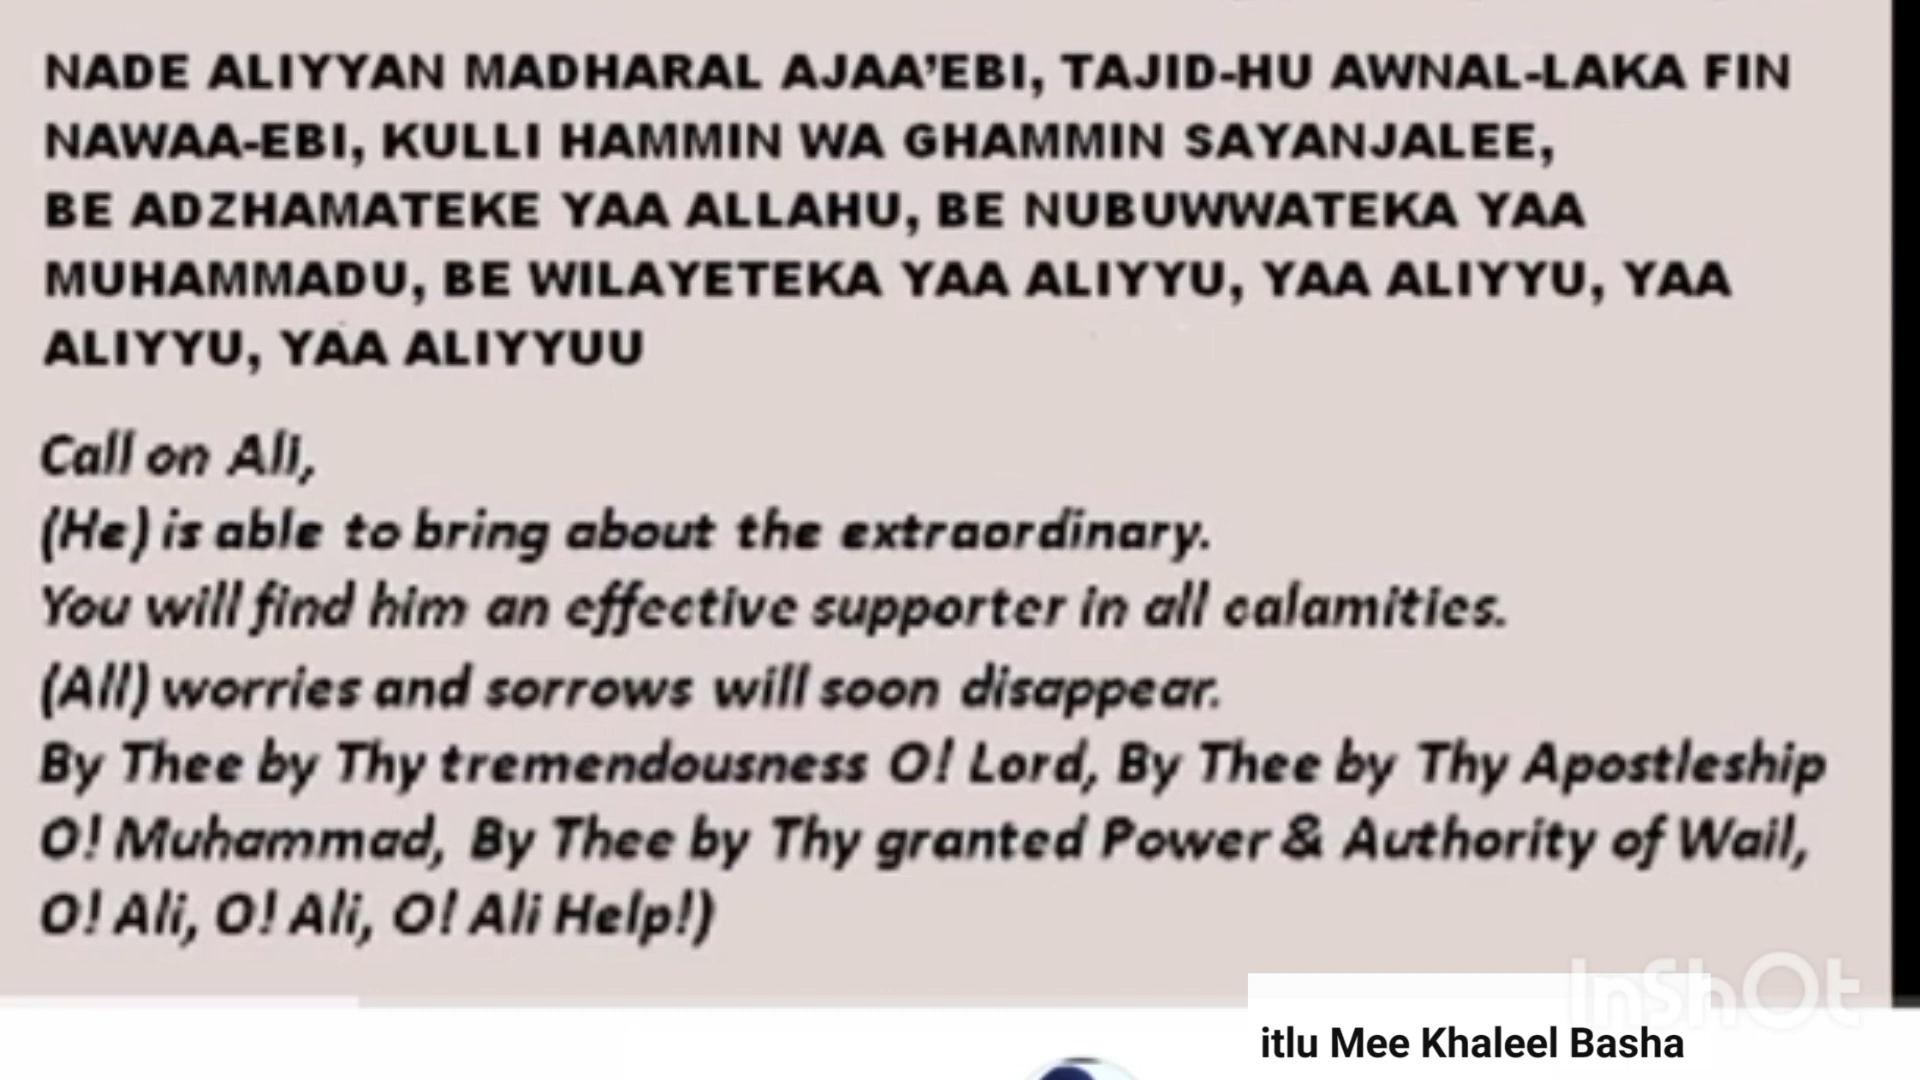 NADE ALIYYAN MADHARAL AJAA’EBI, TAJID-HU AWNAL-LAKA FIN
NAWAA-EBI, KULLI HAMMIN WA GHAMMIN SAYANJALEE,
BE ADZHAMATEKE YAA ALLAHU, BE NUBUWWATEKA YAA
MUHAMMADU, BE WILAYETEKA YAA ALIYYU, YAA ALIYYU, YAA
ALIYYU, YAA ALIYYUU
Call on Ali,
(He) is able to bring about the extraordinary.
You will find him an effective supporter in all calamities.
(All) worries and sorrows will soon disappear.
By Thee by Thy tremendousness O! Lord, By Thee by Thy Apostleship
O! Muhammad, By Thee by Thy granted Power & Authority of Wail,
O! Ali, O! Ali, O! Ali Help!)
InShOt
itlu Mee Khaleel Basha